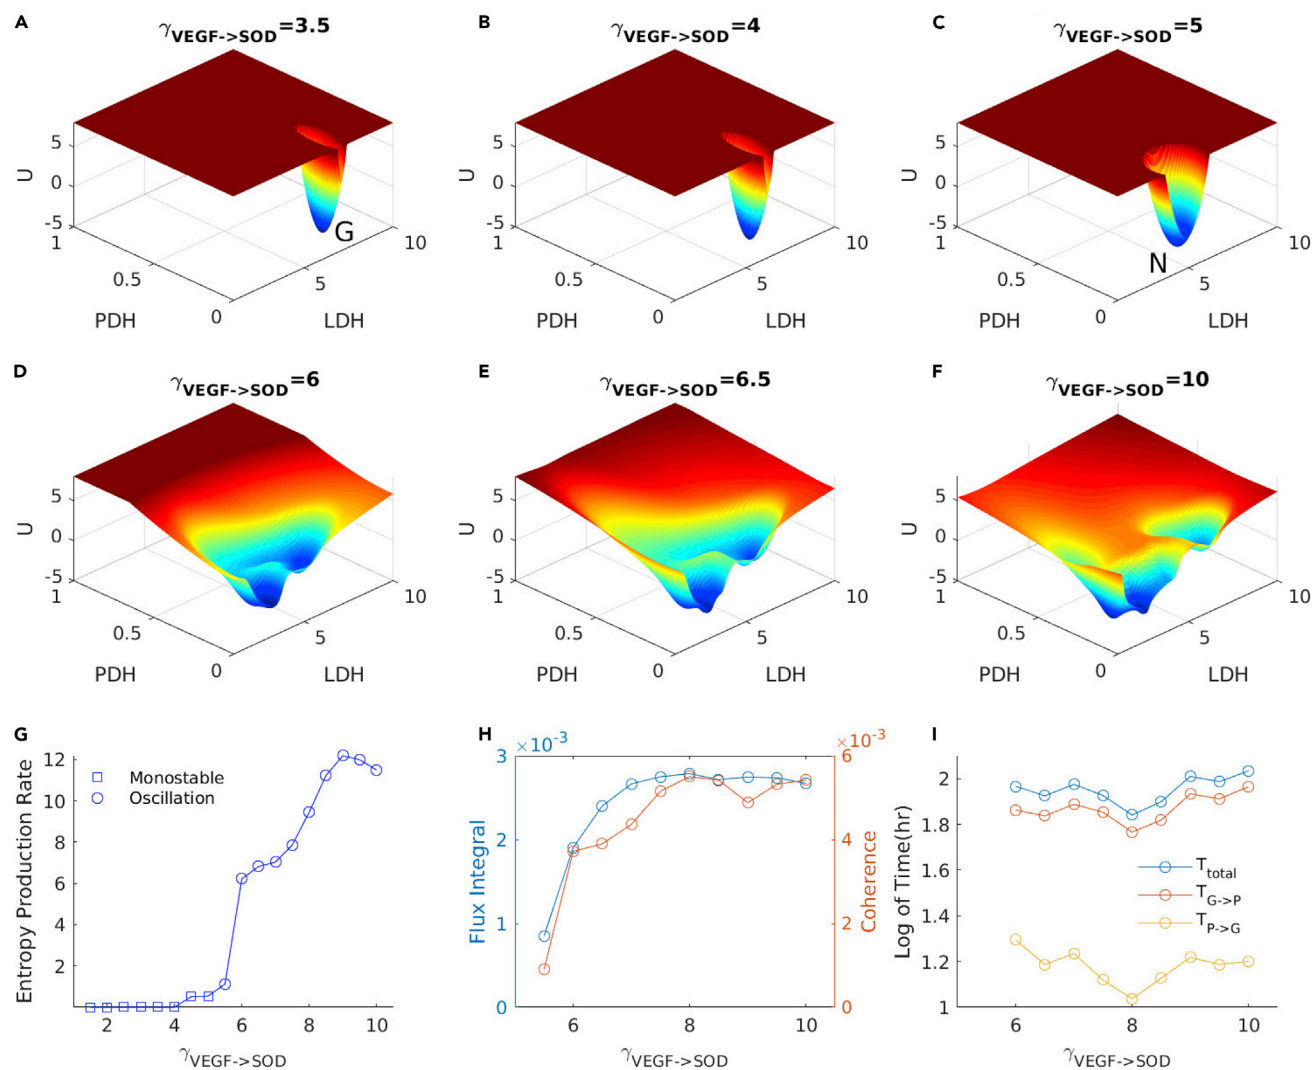 A
γVEGF->SOD=3.5
5
0
-5
U
1
0.5
0
PDH
5
10
LDH
G
B
γVEGF->SOD=4
5
0
-5
U
1
0.5
0
PDH
5
10
LDH
C
γVEGF->SOD=5
5
0
-5
U
1
0.5
0
PDH
5
10
LDH
N
D
γVEGF->SOD=6
5
0
-5
U
1
0.5
0
PDH
5
10
LDH
E
γVEGF->SOD=6.5
5
0
-5
U
1
0.5
0
PDH
5
10
LDH
F
γVEGF->SOD=10
5
0
-5
U
1
0.5
0
PDH
5
10
LDH
G
Entropy Production Rate
12
10
8
6
4
2
Monostable
Oscillation
2 4 6 8 10
γVEGF->SOD
H
×10-3
×10-3
Flux Integral
3
2
1
0
Coherence
6
4
2
0
6 8 10
γVEGF->SOD
I
Log of Time(hr)
2
1.8
1.6
1.4
1.2
1
Ttotal
TG->P
TP->G
6 8 10
γVEGF->SOD